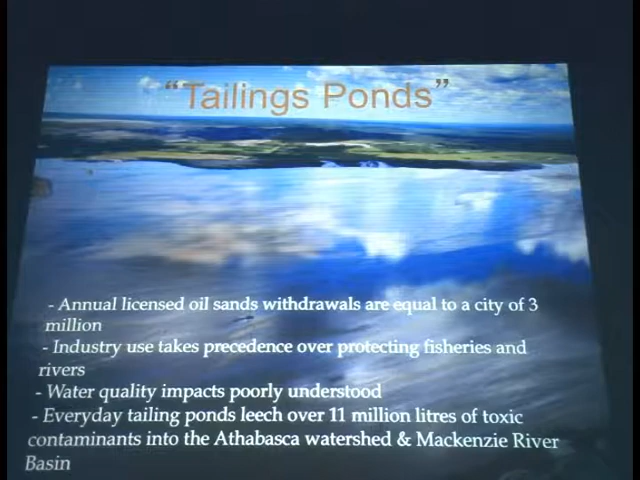 “Tailings Ponds”
- Annual licensed oil sands withdrawals are equal to a city of 3
million
- Industry use takes precedence over protecting fisheries and
rivers
- Water quality impacts poorly understood
- Everyday tailing ponds leech over 11 million litres of toxic
contaminants into the Athabasca watershed & Mackenzie River
Basin